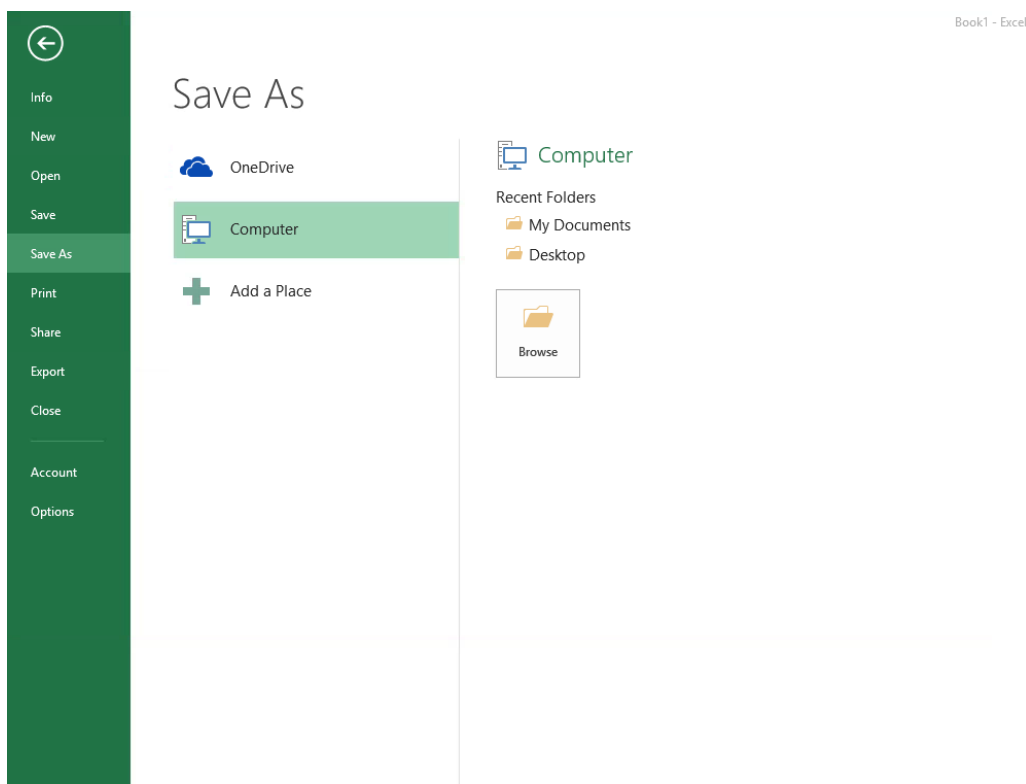 Book1 - Excel
Info
New
Open
Save
Save As
Print
Share
Export
Close
Account
Options
Save As
OneDrive
Computer
Add a Place
Computer
Recent Folders
My Documents
Desktop
Browse